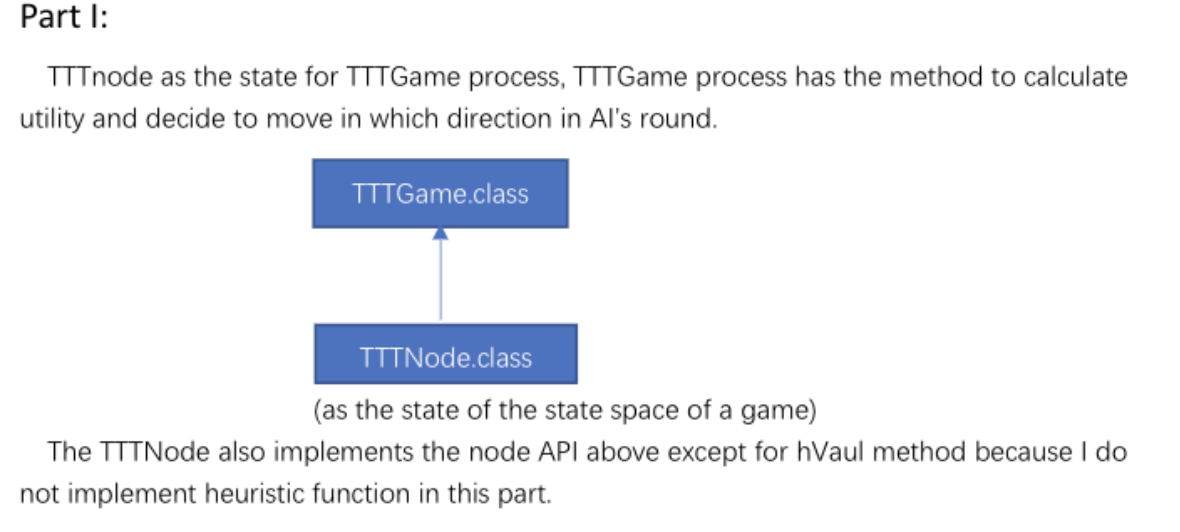 Part I:
TTTnode as the state for TTTGame process, TTTGame process has the method to calculate
utility and decide to move in which direction in AI's round.
TTTGame.class
TTTNode.class
(as the state of the state space of a game)
The TTTNode also implements the node API above except for hVaul method because I do
not implement heuristic function in this part.